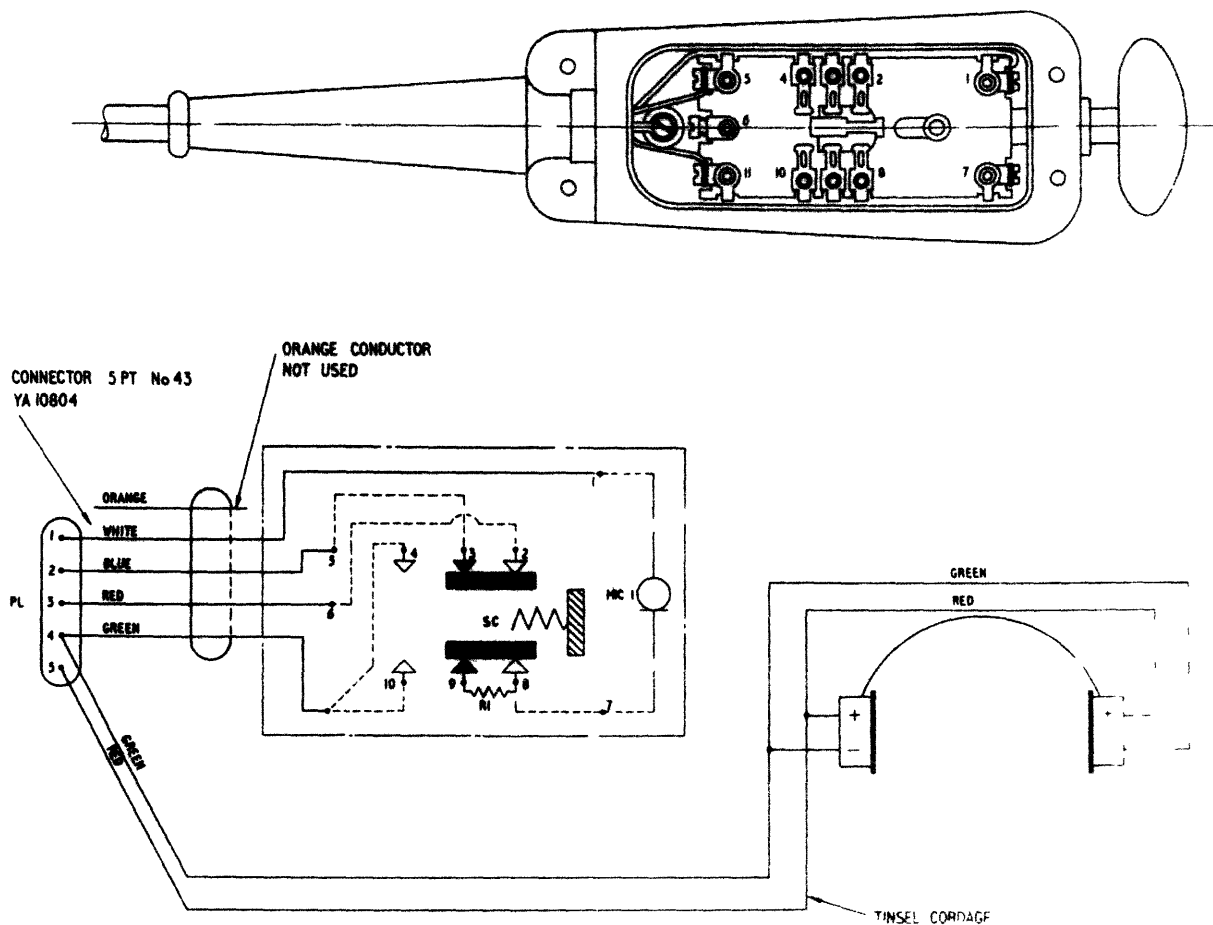 5 4 2 1
6
11 10 8 7
ORANGE CONDUCTOR
NOT USED
CONNECTOR 5 PT No 43
YA 10804
ORANGE
1 WHITE
2 BLUE 5 4 3 2
PL 3 RED 6 SC MIC 1
4 GREEN
5 10 9 8 7
R1
GREEN
RED
GREEN
RED
+ +
−
TINSEL CORDAGE